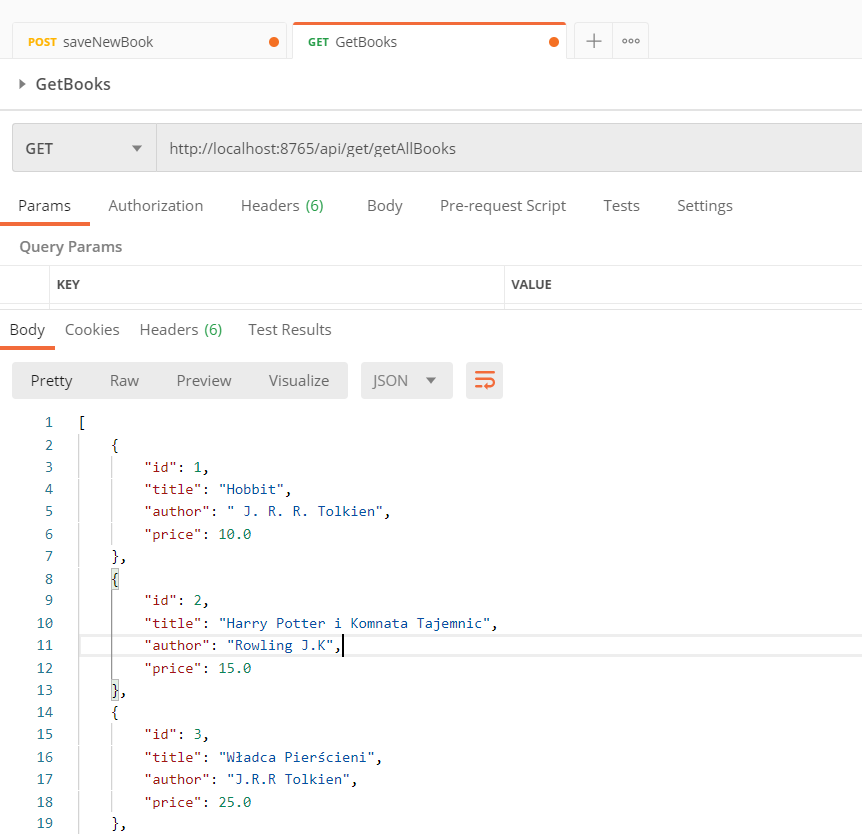 POST saveNewBook
GET GetBooks
GetBooks
GET http://localhost:8765/api/get/getAllBooks
Params Authorization Headers (6) Body Pre-request Script Tests Settings
Query Params
KEY VALUE
Body Cookies Headers (6) Test Results
Pretty Raw Preview Visualize JSON
1 [
2 {
3 "id": 1,
4 "title": "Hobbit",
5 "author": " J. R. R. Tolkien",
6 "price": 10.0
7 },
8 {
9 "id": 2,
10 "title": "Harry Potter i Komnata Tajemnic",
11 "author": "Rowling J.K",
12 "price": 15.0
13 },
14 {
15 "id": 3,
16 "title": "Władca Pierścieni",
17 "author": "J.R.R Tolkien",
18 "price": 25.0
19 },